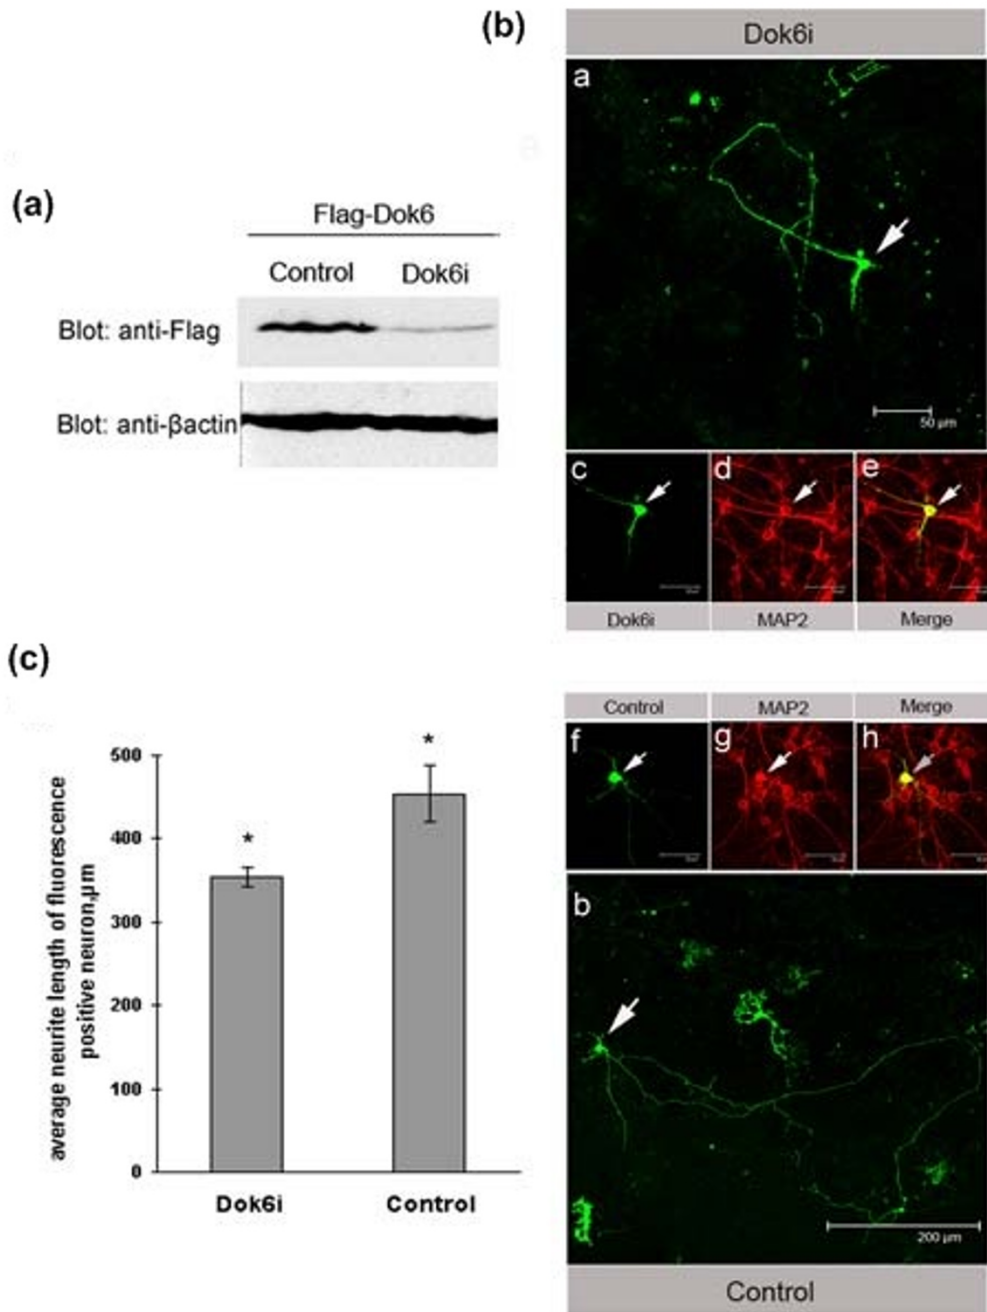 (a)
Flag-Dok6
Control Dok6i
Blot: anti-Flag
Blot: anti-βactin
(b)
Dok6i
a
50 µm
c d e
Dok6i MAP2 Merge
Control MAP2 Merge
f g h
b
200 µm
Control
(c)
average neurite length of fluorescence
positive neuron,µm
500
400
300
200
100
0
*
*
Dok6i Control